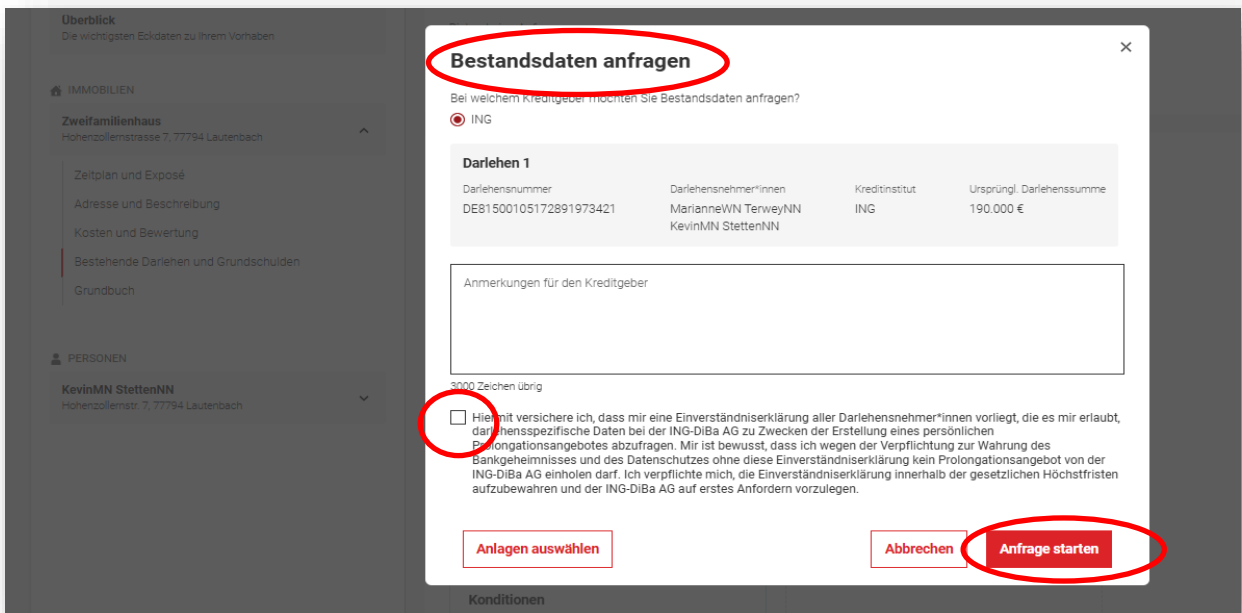 Überblick
Die wichtigsten Eckdaten zu Ihrem Vorhaben
IMMOBILIEN
Zweifamilienhaus
Hohenzollernstrasse 7, 77794 Lautenbach
Zeitplan und Exposé
Adresse und Beschreibung
Kosten und Bewertung
Bestehende Darlehen und Grundschulden
Grundbuch
PERSONEN
KevinMN StettenNN
Hohenzollernstr. 7, 77794 Lautenbach
Bestandsdaten anfragen
Bei welchem Kreditgeber möchten Sie Bestandsdaten anfragen?
ING
Darlehen 1
Darlehensnummer Darlehensnehmer*innen Kreditinstitut Ursprüngl. Darlehenssumme
DE81500105172891973421 MarianneWN TerweyNN ING 190.000 €
KevinMN StettenNN
Anmerkungen für den Kreditgeber
3000 Zeichen übrig
Hiermit versichere ich, dass mir eine Einverständniserklärung aller Darlehensnehmer*innen vorliegt, die es mir erlaubt,
darlehensspezifische Daten bei der ING-DiBa AG zu Zwecken der Erstellung eines persönlichen
Prolongationsangebotes abzufragen. Mir ist bewusst, dass ich wegen der Verpflichtung zur Wahrung des
Bankgeheimnisses und des Datenschutzes ohne diese Einverständniserklärung kein Prolongationsangebot von der
ING-DiBa AG einholen darf. Ich verpflichte mich, die Einverständniserklärung innerhalb der gesetzlichen Höchstfristen
aufzubewahren und der ING-DiBa AG auf erstes Anfordern vorzulegen.
Anlagen auswählen Abbrechen Anfrage starten
Konditionen